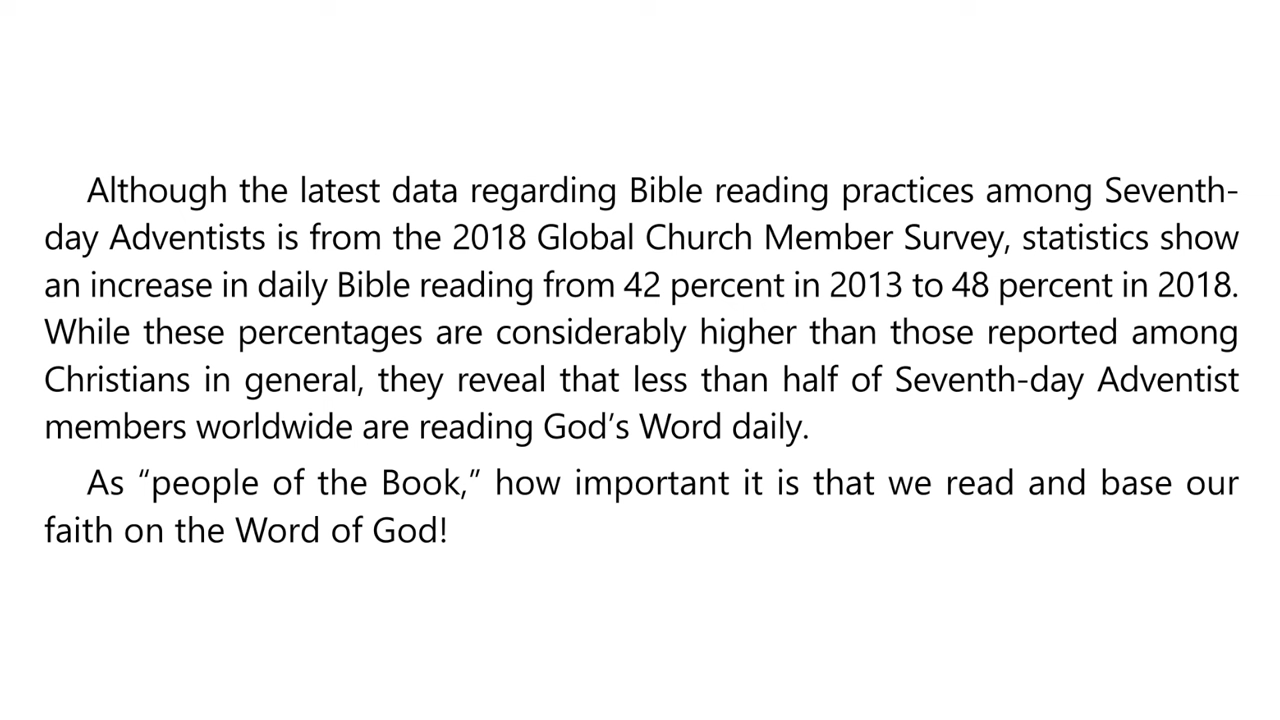 Although the latest data regarding Bible reading practices among Seventh-
day Adventists is from the 2018 Global Church Member Survey, statistics show
an increase in daily Bible reading from 42 percent in 2013 to 48 percent in 2018.
While these percentages are considerably higher than those reported among
Christians in general, they reveal that less than half of Seventh-day Adventist
members worldwide are reading God’s Word daily.
As “people of the Book,” how important it is that we read and base our
faith on the Word of God!